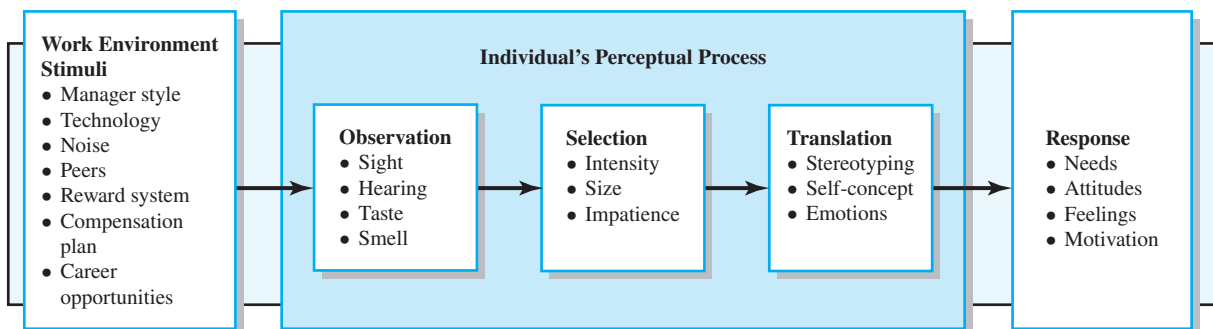 Work Environment
Stimuli
● Manager style
● Technology
● Noise
● Peers
● Reward system
● Compensation
plan
● Career
opportunities
Individual's Perceptual Process
Observation
● Sight
● Hearing
● Taste
● Smell
Selection
● Intensity
● Size
● Impatience
Translation
● Stereotyping
● Self-concept
● Emotions
Response
● Needs
● Attitudes
● Feelings
● Motivation